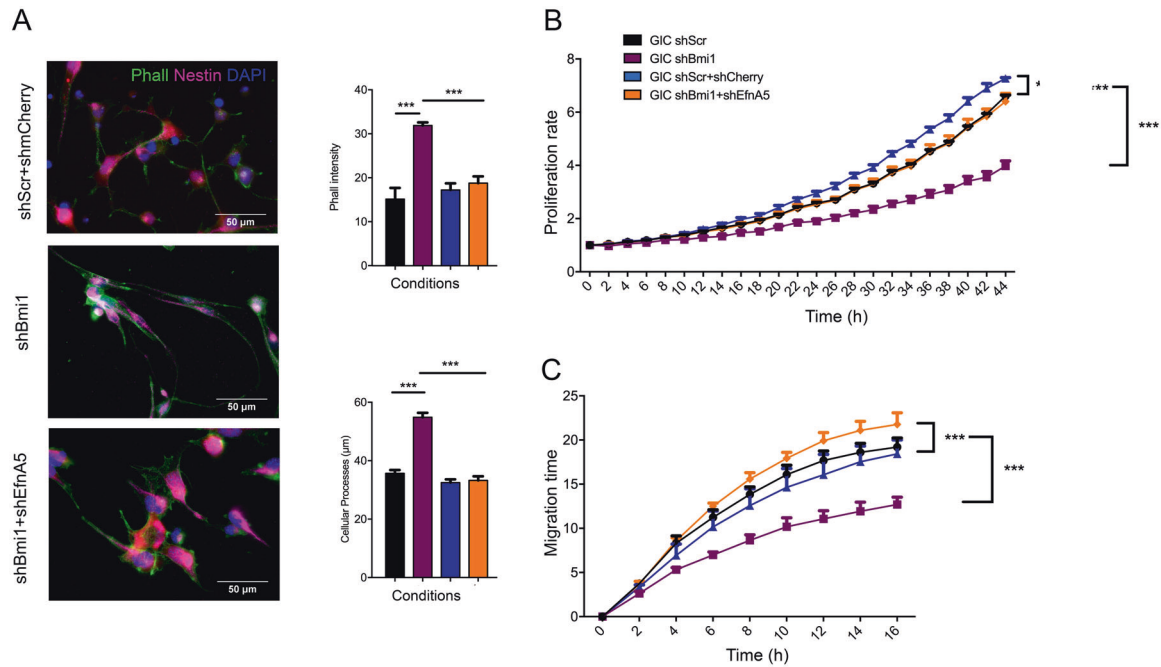 A
shScr+shmCherry
Phall Nestin DAPI
50 µm
shBmi1
50 µm
shBmi1+shEfnA5
50 µm
Phall intensity
40
30
20
10
0
***
***
Conditions
Cellular Processes (µm)
60
40
20
0
***
***
Conditions
B
GIC shScr
GIC shBmi1
GIC shScr+shCherry
GIC shBmi1+shEfnA5
Proliferation rate
8
6
4
2
0
0 2 4 6 8 10 12 14 16 18 20 22 24 26 28 30 32 34 36 38 40 42 44
Time (h)
*
***
C
Migration time
25
20
15
10
5
0
0 2 4 6 8 10 12 14 16
Time (h)
***
***